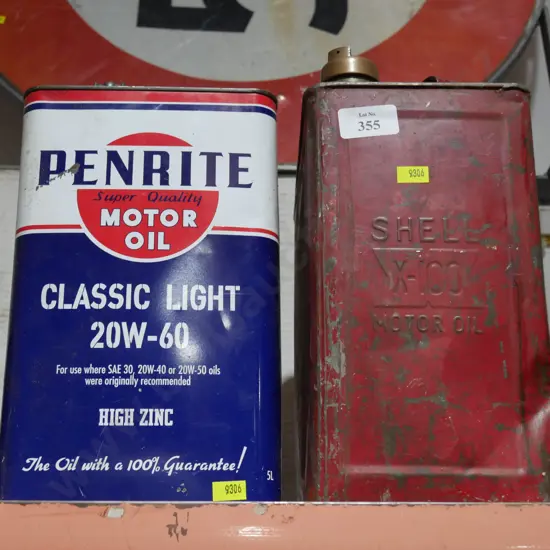 PENRITE
Super Quality
MOTOR
OIL
CLASSIC LIGHT
20W-60
For use where SAE 30, 20W-40 or 20W-50 oils
were originally recommended
HIGH ZINC
The Oil with a 100% Guarantee!
5L
9306
Lot No.
355
9306
SHELL
X-100
MOTOR OIL